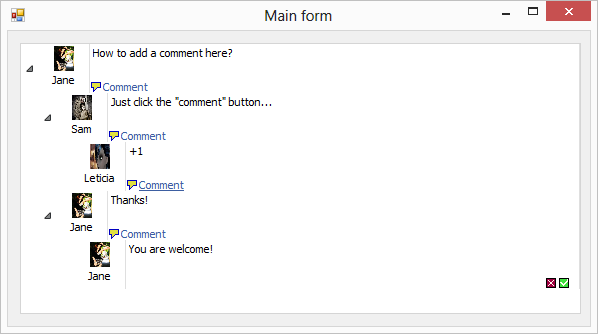 Main form
How to add a comment here?
Jane
Comment
Just click the "comment" button...
Sam
Comment
+1
Leticia
Comment
Thanks!
Jane
Comment
You are welcome!
Jane